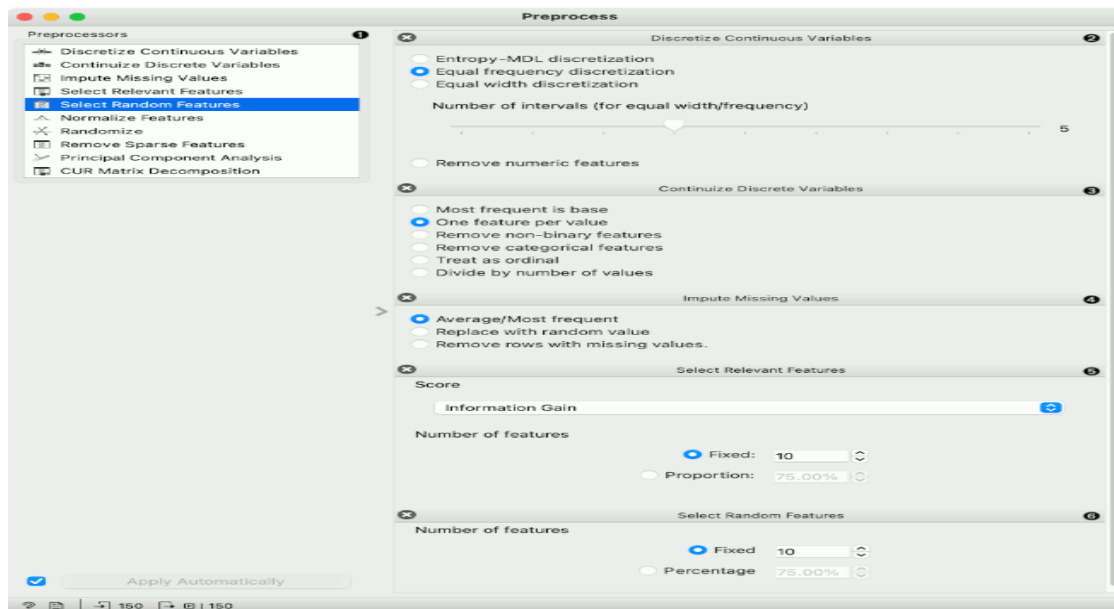 Preprocess
Preprocessors 1
Discretize Continuous Variables
Continuize Discrete Variables
Impute Missing Values
Select Relevant Features
Select Random Features
Normalize Features
Randomize
Remove Sparse Features
Principal Component Analysis
CUR Matrix Decomposition
Apply Automatically
150 150
Discretize Continuous Variables 2
Entropy-MDL discretization
Equal frequency discretization
Equal width discretization
Number of intervals (for equal width/frequency)
5
Remove numeric features
Continuize Discrete Variables 3
Most frequent is base
One feature per value
Remove non-binary features
Remove categorical features
Treat as ordinal
Divide by number of values
Impute Missing Values 4
Average/Most frequent
Replace with random value
Remove rows with missing values.
Select Relevant Features 5
Score
Information Gain
Number of features
Fixed: 10
Proportion: 75.00%
Select Random Features 6
Number of features
Fixed 10
Percentage 75.00%